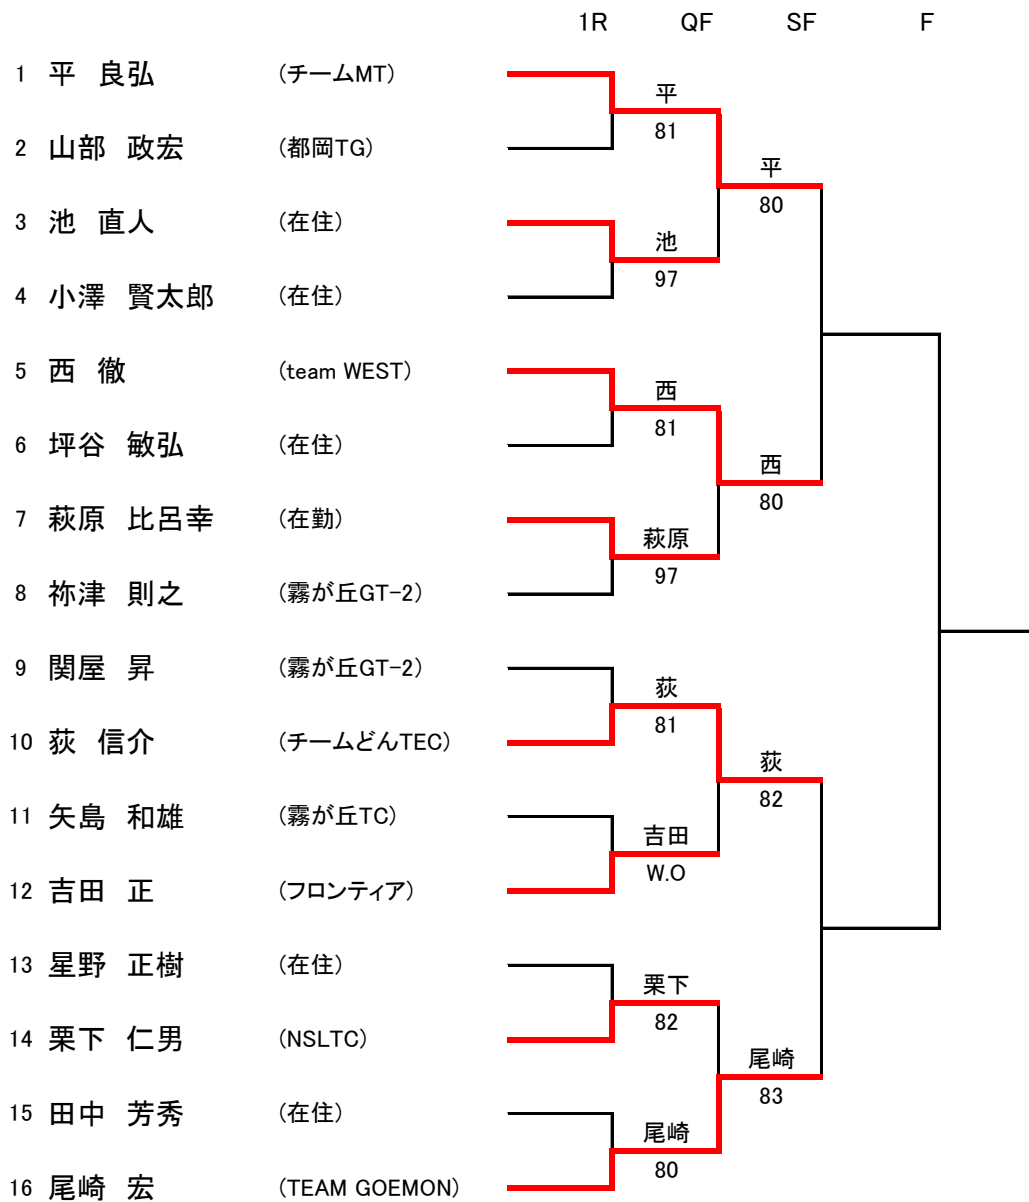 1R QF SF F
1 平 良弘 (チームMT)
平
81
2 山部 政宏 (都岡TG)
平
80
3 池 直人 (在住)
池
97
4 小澤 賢太郎 (在住)
5 西 徹 (team WEST)
西
81
6 坪谷 敏弘 (在住)
西
80
7 萩原 比呂幸 (在勤)
萩原
97
8 祢津 則之 (霧が丘GT-2)
9 関屋 昇 (霧が丘GT-2)
荻
81
10 荻 信介 (チームどんTEC)
荻
82
11 矢島 和雄 (霧が丘TC)
吉田
W.O
12 吉田 正 (フロンティア)
13 星野 正樹 (在住)
栗下
82
14 栗下 仁男 (NSLTC)
尾崎
83
15 田中 芳秀 (在住)
尾崎
80
16 尾崎 宏 (TEAM GOEMON)